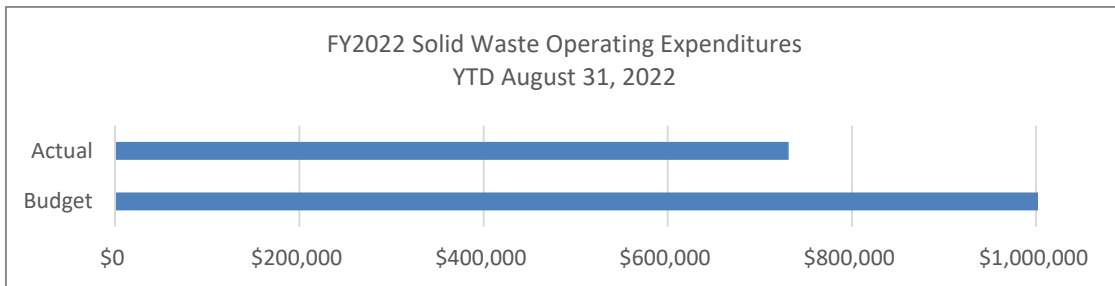 FY2022 Solid Waste Operating Expenditures
YTD August 31, 2022
Actual
Budget
$0 $200,000 $400,000 $600,000 $800,000 $1,000,000